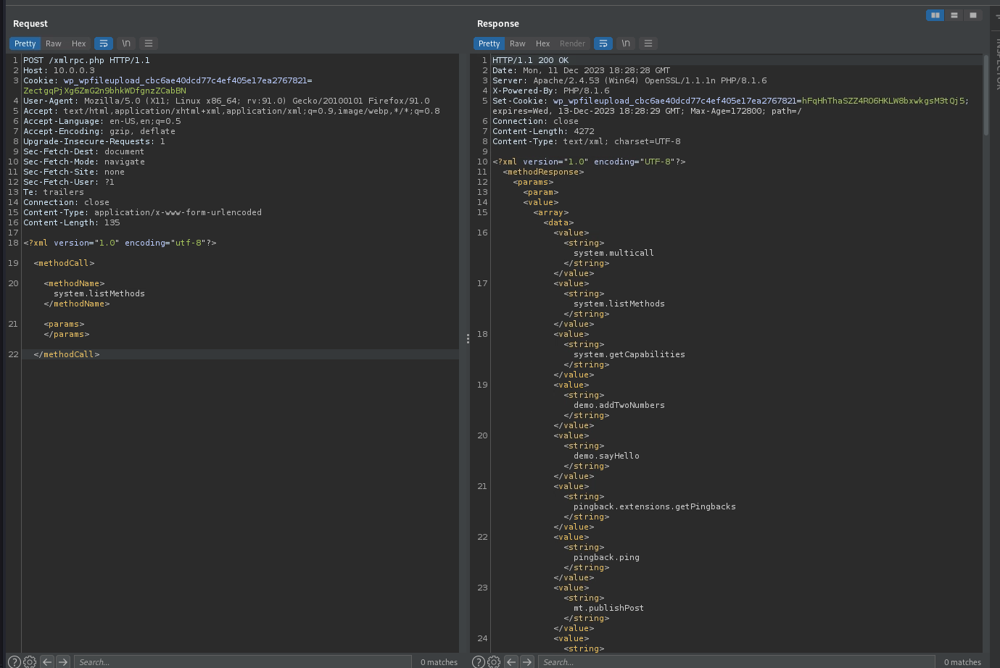 Request
Pretty Raw Hex \n
1 POST /xmlrpc.php HTTP/1.1
2 Host: 10.0.0.3
3 Cookie: wp_wpfileupload_cbc6ae40dcd77c4ef405e17ea2767821=
ZectgqPjXg6ZmG2n9bhkWDfgnzZCabBN
4 User-Agent: Mozilla/5.0 (X11; Linux x86_64; rv:91.0) Gecko/20100101 Firefox/91.0
5 Accept: text/html,application/xhtml+xml,application/xml;q=0.9,image/webp,*/*;q=0.8
6 Accept-Language: en-US,en;q=0.5
7 Accept-Encoding: gzip, deflate
8 Upgrade-Insecure-Requests: 1
9 Sec-Fetch-Dest: document
10 Sec-Fetch-Mode: navigate
11 Sec-Fetch-Site: none
12 Sec-Fetch-User: ?1
13 Te: trailers
14 Connection: close
15 Content-Type: application/x-www-form-urlencoded
16 Content-Length: 135
17
18 <?xml version="1.0" encoding="utf-8"?>
19 <methodCall>
20 <methodName>
system.listMethods
</methodName>
21 <params>
</params>
22 </methodCall>
? Search... 0 matches
Response
Pretty Raw Hex Render \n
1 HTTP/1.1 200 OK
2 Date: Mon, 11 Dec 2023 18:28:28 GMT
3 Server: Apache/2.4.53 (Win64) OpenSSL/1.1.1n PHP/8.1.6
4 X-Powered-By: PHP/8.1.6
5 Set-Cookie: wp_wpfileupload_cbc6ae40dcd77c4ef405e17ea2767821=hFqHhThaSZZ4RO6HKLW8bxwkgsM3tQj5;
expires=Wed, 13-Dec-2023 18:28:29 GMT; Max-Age=172800; path=/
6 Connection: close
7 Content-Length: 4272
8 Content-Type: text/xml; charset=UTF-8
9
10 <?xml version="1.0" encoding="UTF-8"?>
11 <methodResponse>
12 <params>
13 <param>
14 <value>
15 <array>
<data>
16 <value>
<string>
system.multicall
</string>
</value>
17 <value>
<string>
system.listMethods
</string>
</value>
18 <value>
<string>
system.getCapabilities
</string>
</value>
19 <value>
<string>
demo.addTwoNumbers
</string>
</value>
20 <value>
<string>
demo.sayHello
</string>
</value>
21 <value>
<string>
pingback.extensions.getPingbacks
</string>
</value>
22 <value>
<string>
pingback.ping
</string>
</value>
23 <value>
<string>
mt.publishPost
</string>
</value>
24 <value>
<string>
? Search... 0 matches
INSPECTOR